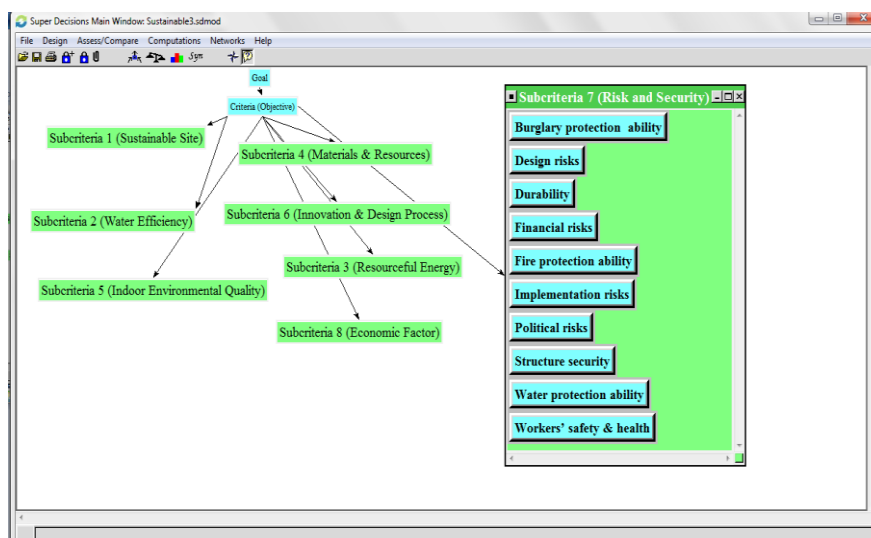 Super Decisions Main Window: Sustainable3.sdmod
File Design Assess/Compare Computations Networks Help
Syn
Goal
Criteria (Objective)
Subcriteria 1 (Sustainable Site)
Subcriteria 4 (Materials & Resources)
Subcriteria 2 (Water Efficiency)
Subcriteria 6 (Innovation & Design Process)
Subcriteria 3 (Resourceful Energy)
Subcriteria 5 (Indoor Environmental Quality)
Subcriteria 8 (Economic Factor)
Subcriteria 7 (Risk and Security)
Burglary protection ability
Design risks
Durability
Financial risks
Fire protection ability
Implementation risks
Political risks
Structure security
Water protection ability
Workers’ safety & health